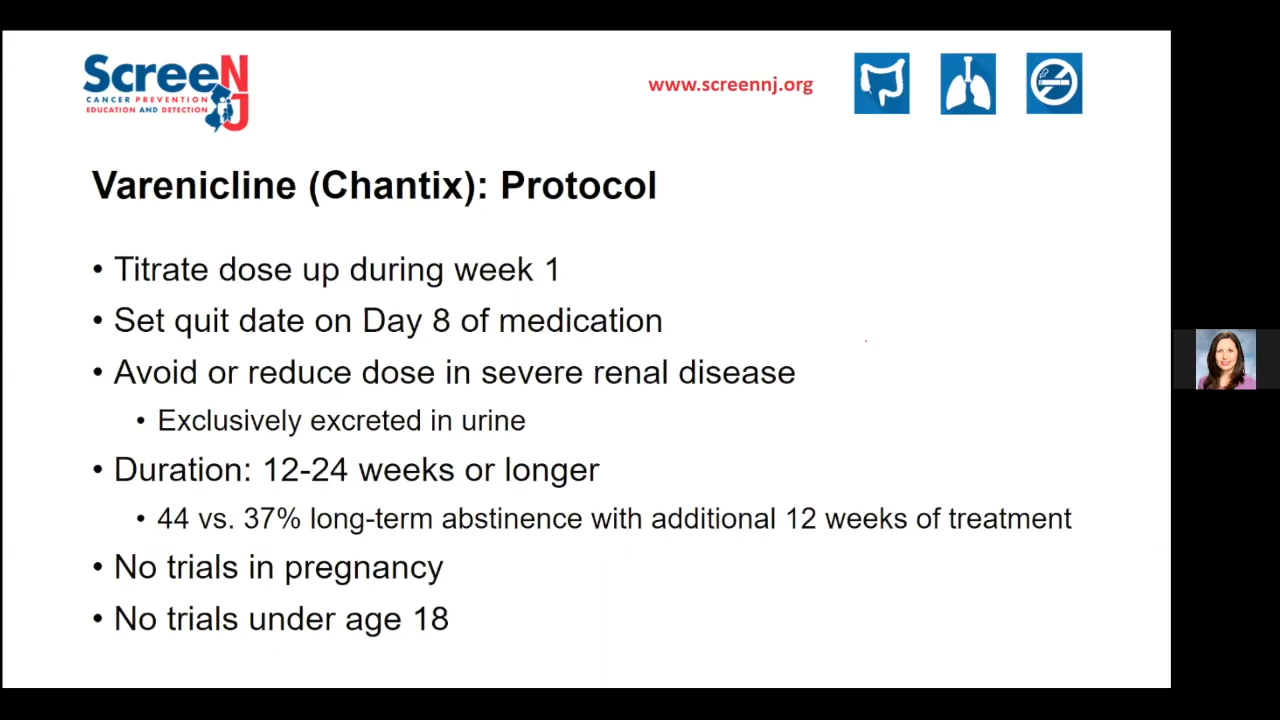 ScreeNJ
CANCER PREVENTION
EDUCATION AND DETECTION
www.screennj.org
Varenicline (Chantix): Protocol
• Titrate dose up during week 1
• Set quit date on Day 8 of medication
• Avoid or reduce dose in severe renal disease
• Exclusively excreted in urine
• Duration: 12-24 weeks or longer
• 44 vs. 37% long-term abstinence with additional 12 weeks of treatment
• No trials in pregnancy
• No trials under age 18